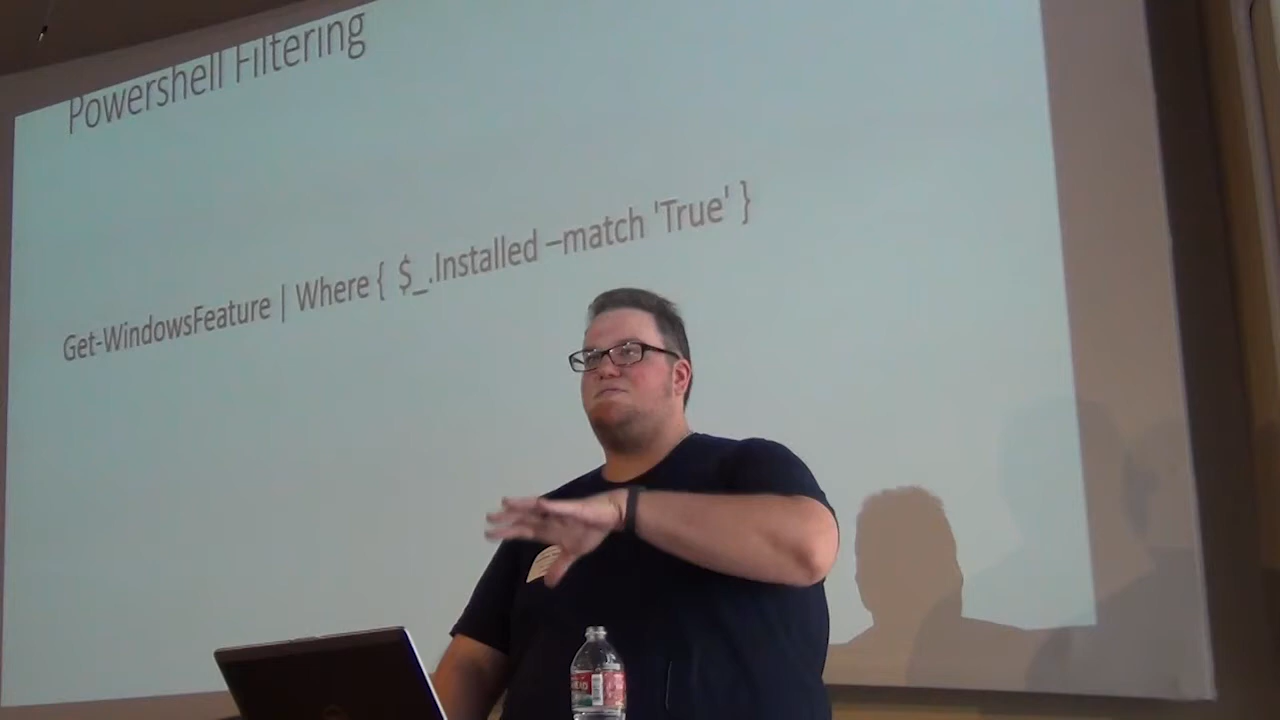 Powershell Filtering
Get-WindowsFeature | Where { $_.Installed –match 'True' }